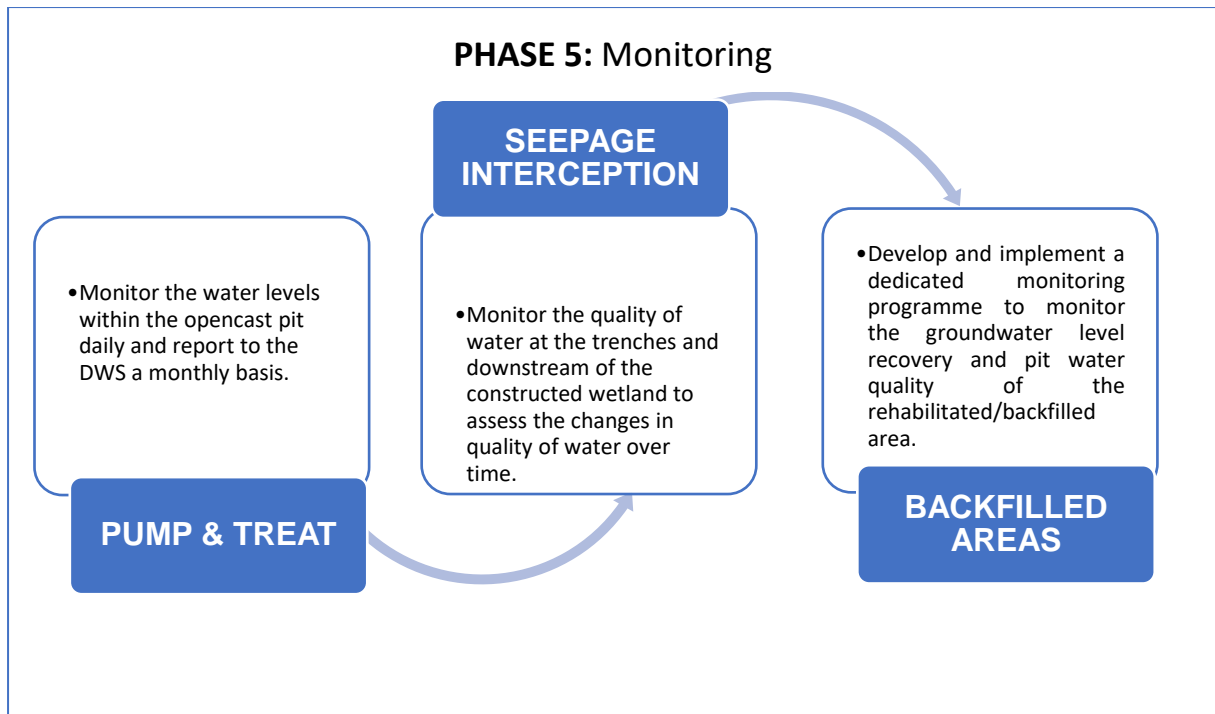 PHASE 5: Monitoring
•Monitor the water levels
within the opencast pit
daily and report to the
DWS a monthly basis.
PUMP & TREAT
SEEPAGE
INTERCEPTION
•Monitor the quality of
water at the trenches and
downstream of the
constructed wetland to
assess the changes in
quality of water over
time.
•Develop and implement a
dedicated monitoring
programme to monitor
the groundwater level
recovery and pit water
quality of the
rehabilitated/backfilled
area.
BACKFILLED
AREAS